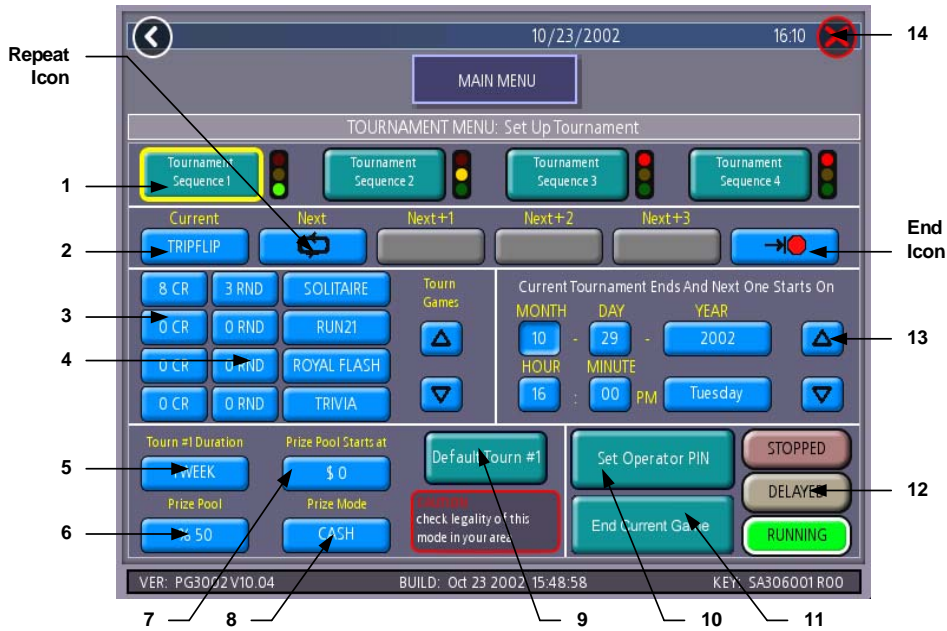 10/23/2002 16:10 14
Repeat
Icon
MAIN MENU
TOURNAMENT MENU: Set Up Tournament
1 Tournament Sequence 1 Tournament Sequence 2 Tournament Sequence 3 Tournament Sequence 4
Current Next Next+1 Next+2 Next+3
2 TRIPFLIP
End
Icon
8 CR 3 RND SOLITAIRE
3 0 CR 0 RND RUN21
4 0 CR 0 RND ROYAL FLASH
0 CR 0 RND TRIVIA
Tourn
Games
Current Tournament Ends And Next One Starts On
MONTH DAY YEAR
10 - 29 - 2002 13
HOUR MINUTE
16 : 00 PM Tuesday
Tourn #1 Duration Prize Pool Starts at
5 1 WEEK $ 0
Prize Pool Prize Mode
6 % 50 CASH
Default Tourn #1
check legality of this
mode in your area
Set Operator PIN
End Current Game
STOPPED
DELAYED 12
RUNNING
VER: PG3002 V10.04 BUILD: Oct 23 2002 15:48:58 KEY: SA306001 R00
7 8 9 10 11